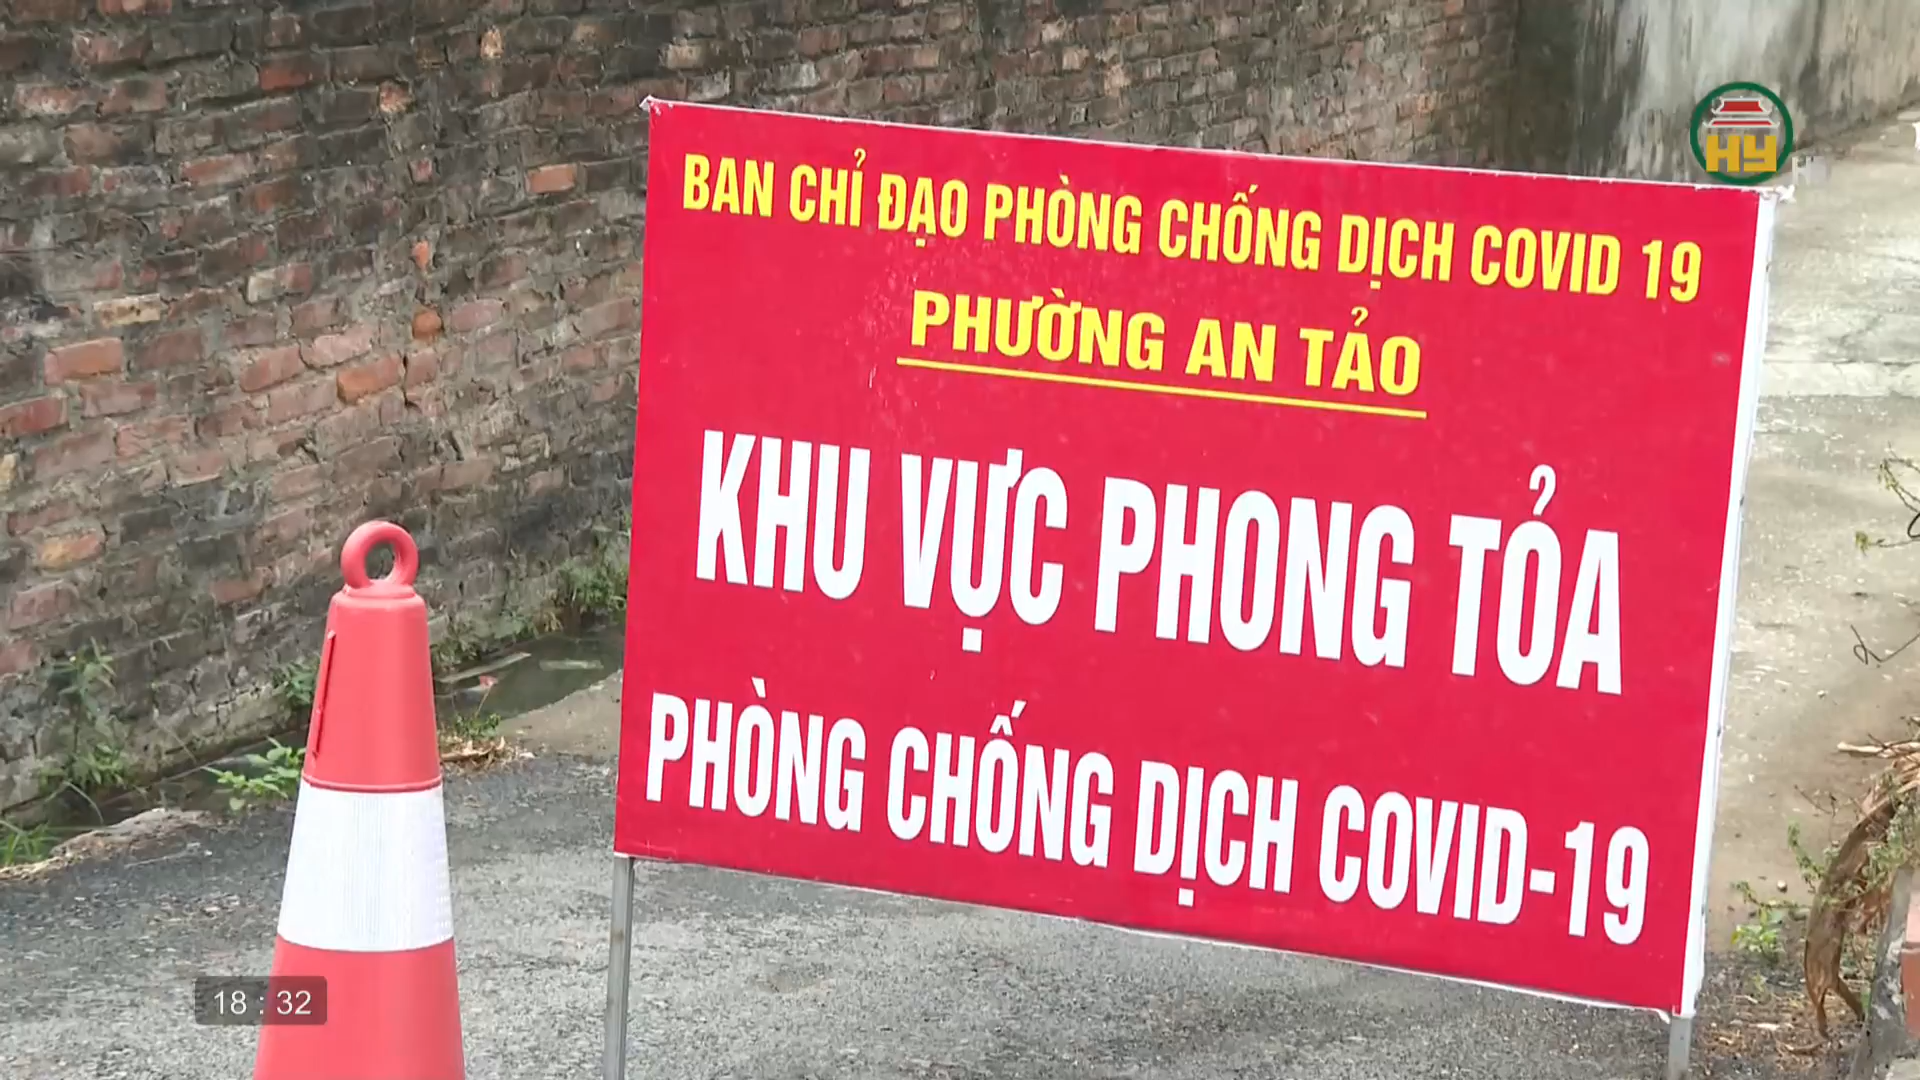 HY
BAN CHỈ ĐẠO PHÒNG CHỐNG DỊCH COVID 19
PHƯỜNG AN TẢO
KHU VỰC PHONG TỎA
PHÒNG CHỐNG DỊCH COVID-19
18 : 32